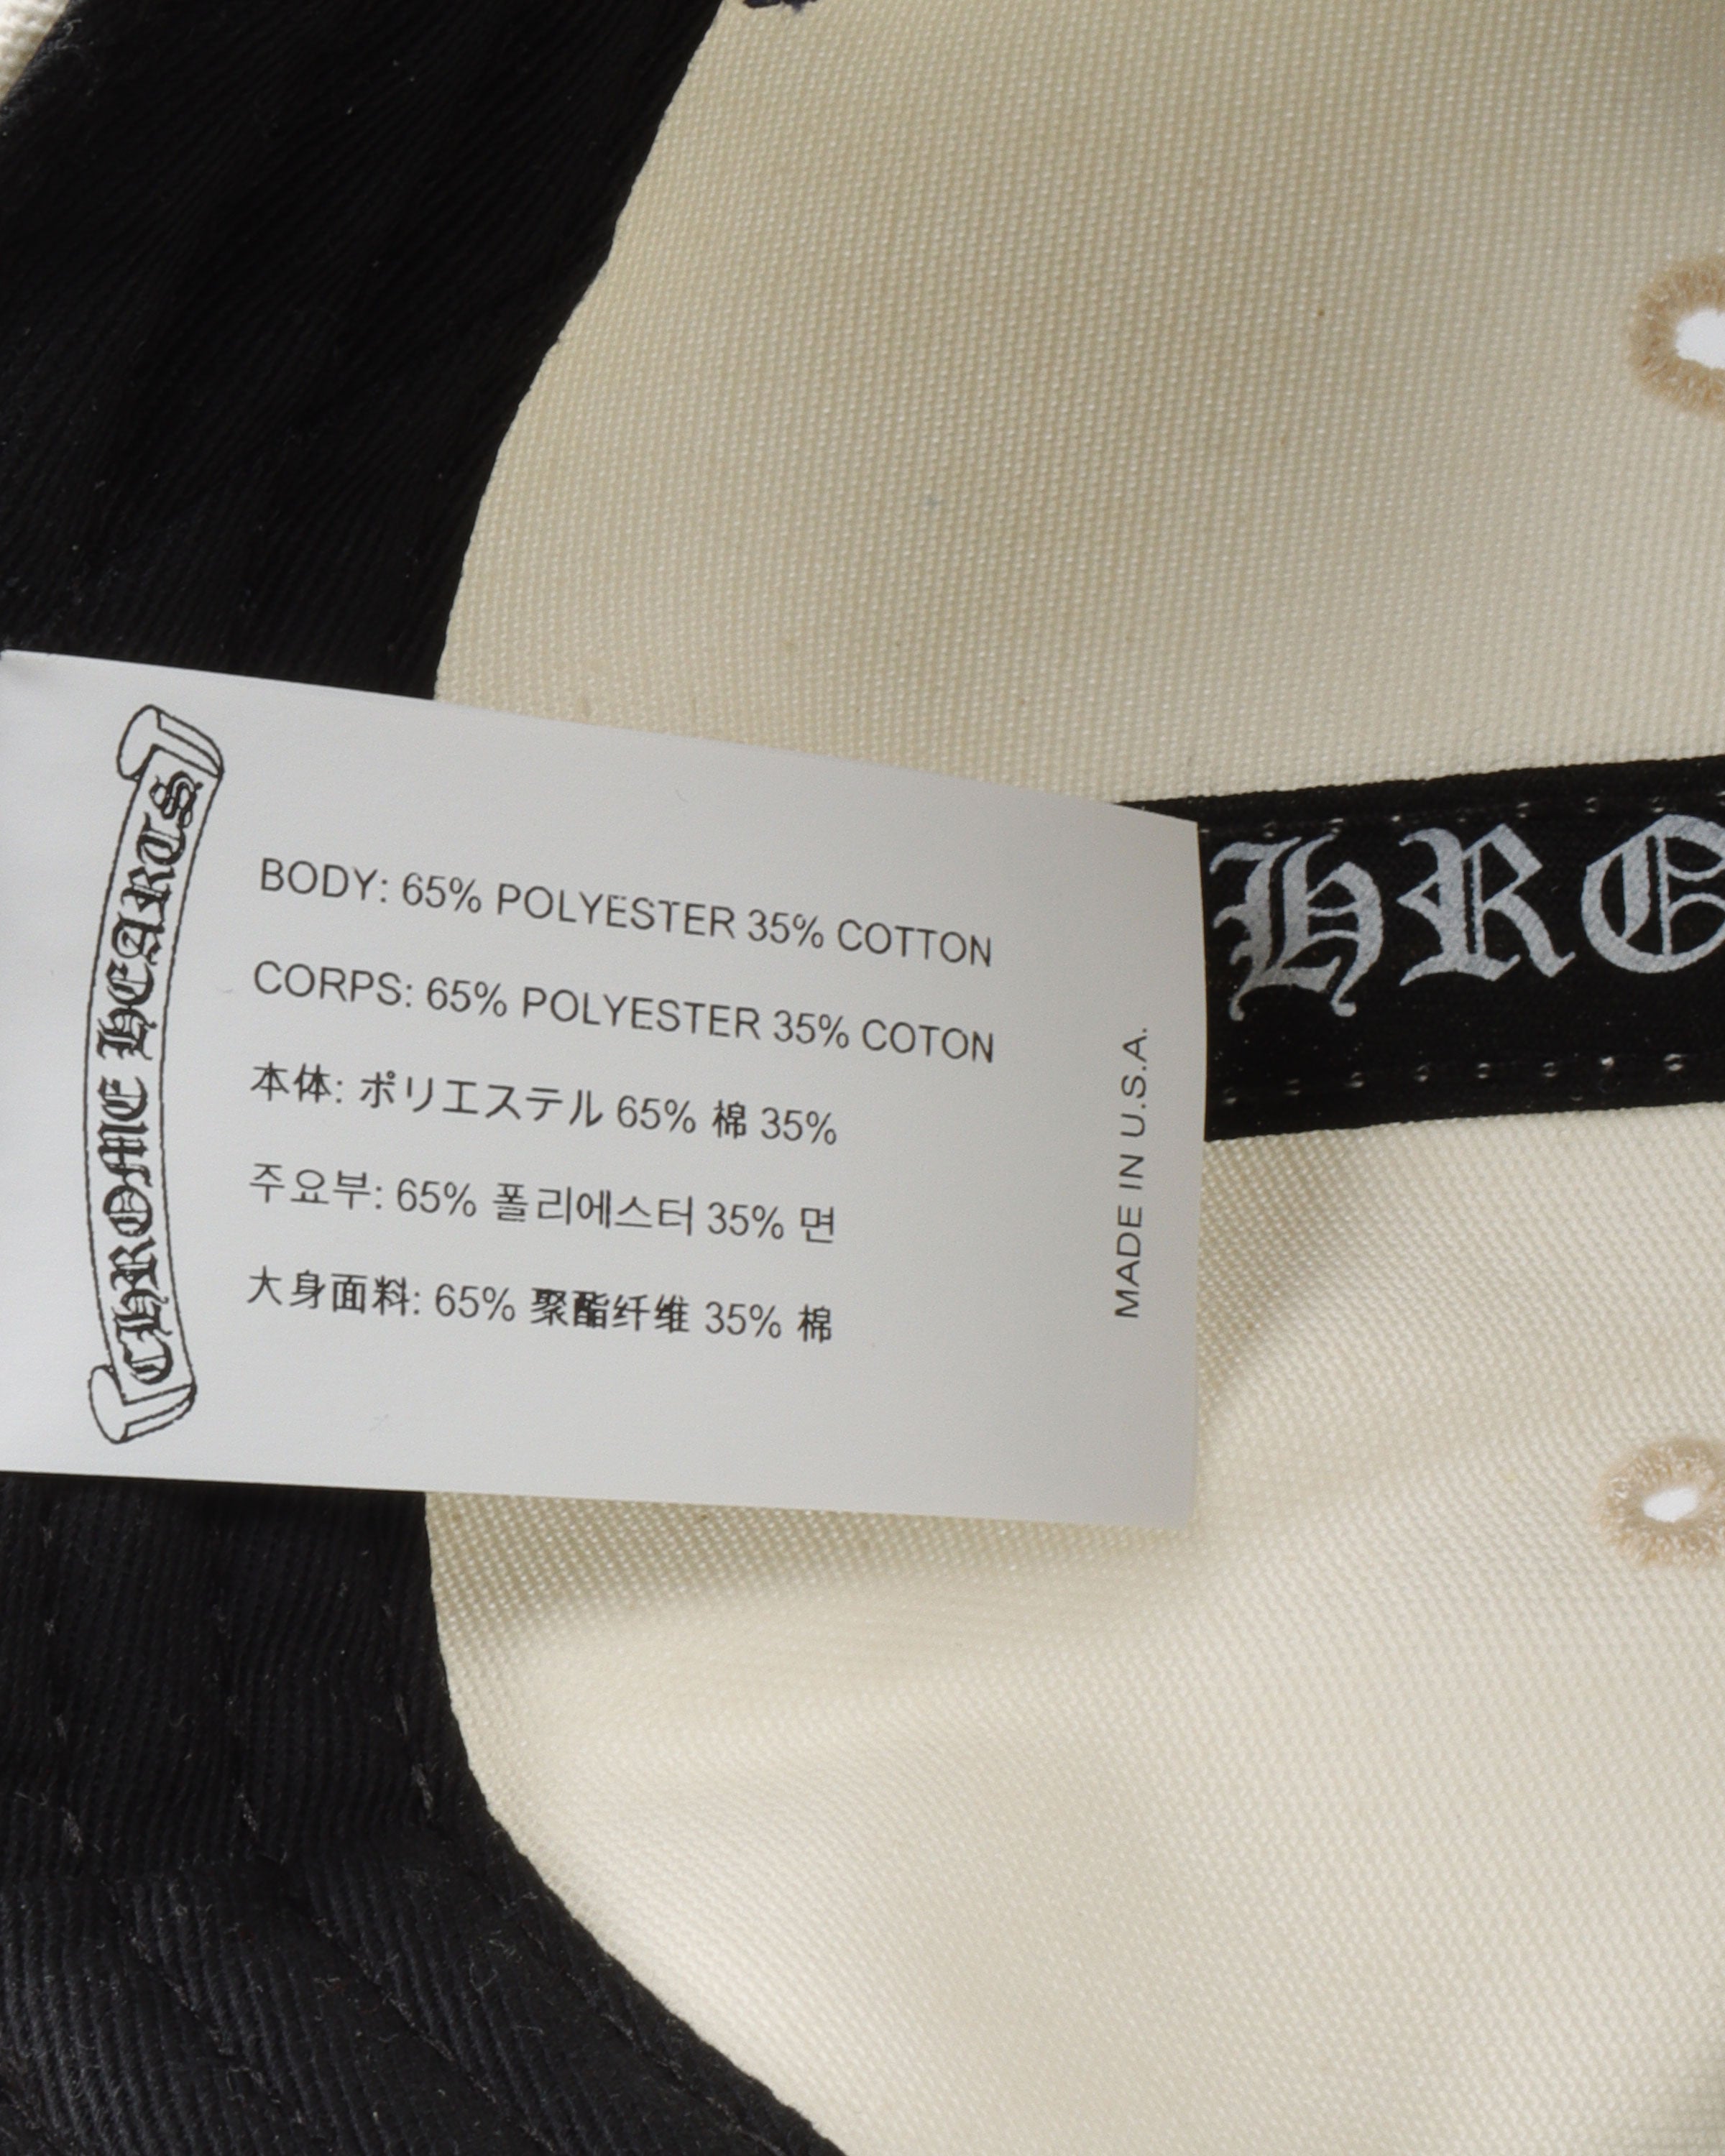 CHROME HEARTS
BODY: 65% POLYESTER 35% COTTON
CORPS: 65% POLYESTER 35% COTON
本体: ポリエステル 65% 棉 35%
주요부: 65% 폴리에스터 35% 면
大身面料: 65% 聚酯纤维 35% 棉
MADE IN U.S.A.
HRO